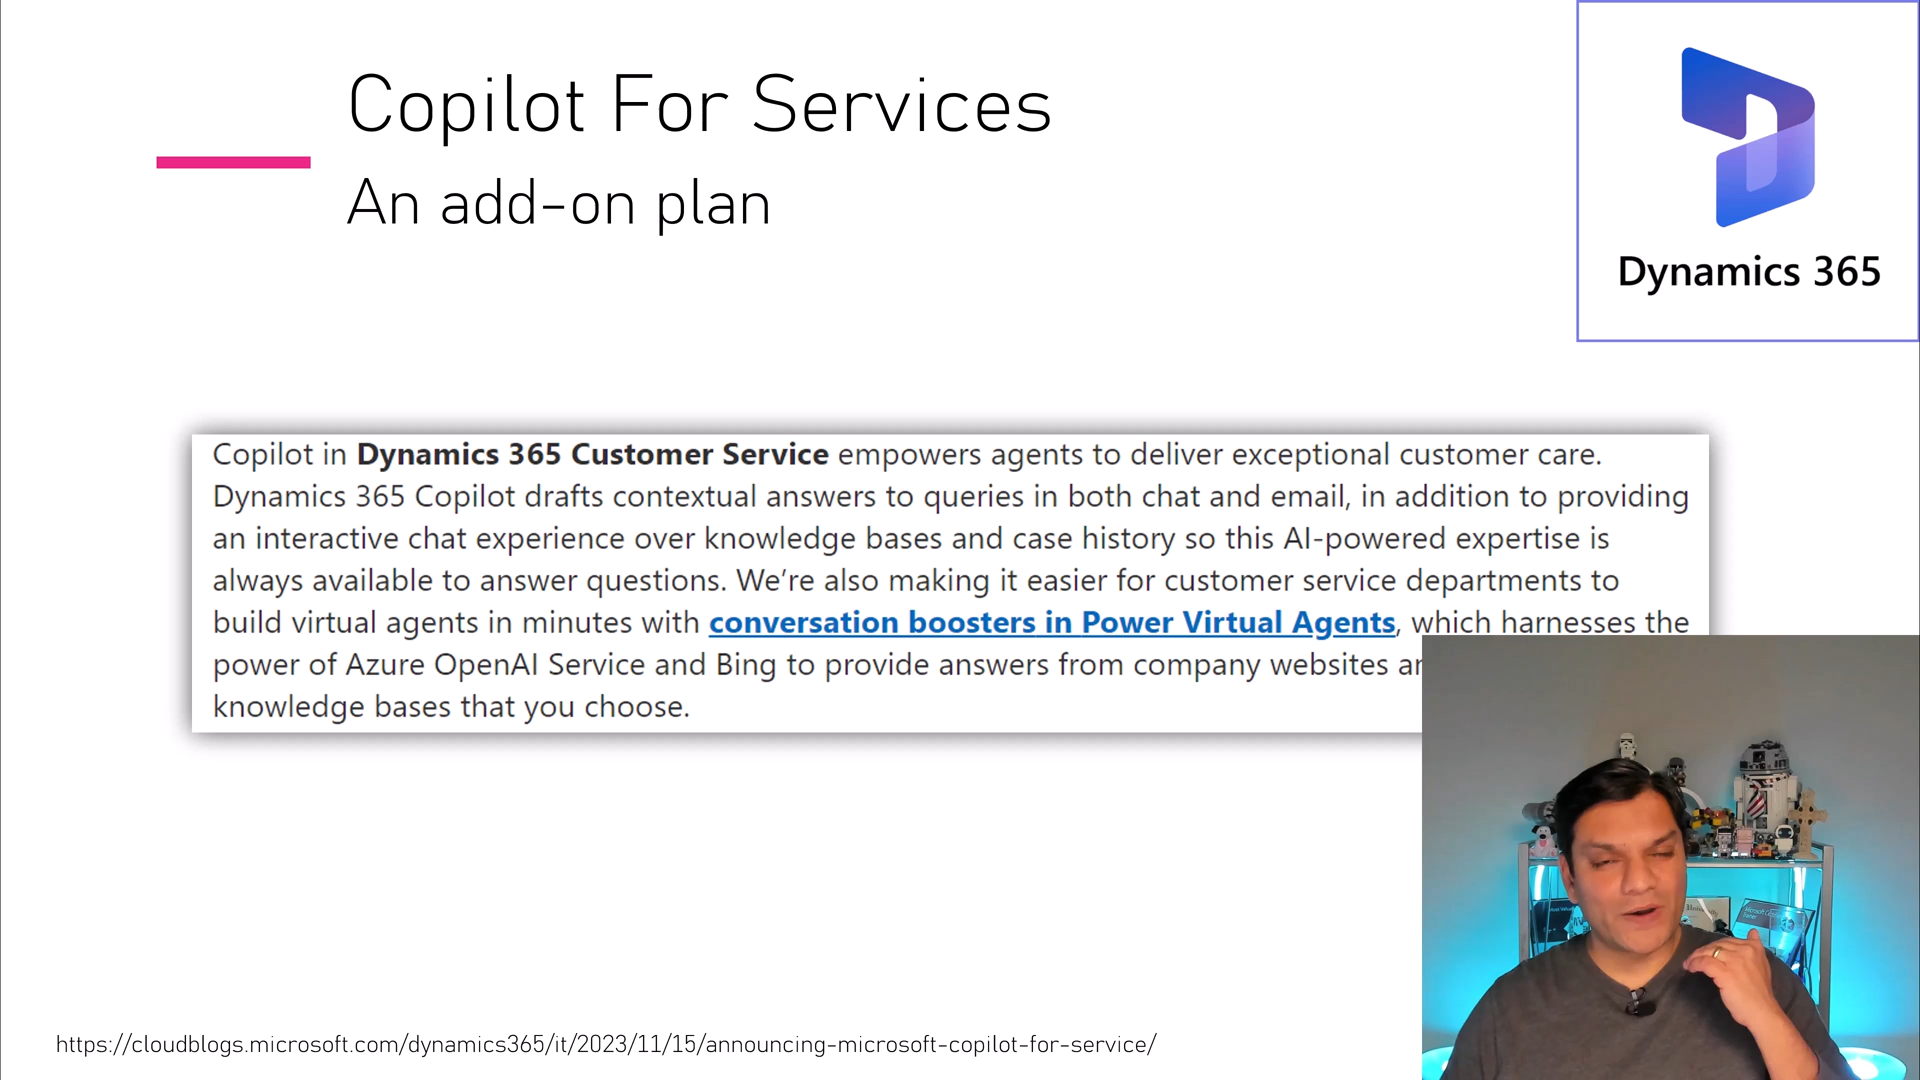 Copilot For Services
An add-on plan
Dynamics 365
Copilot in Dynamics 365 Customer Service empowers agents to deliver exceptional customer care.
Dynamics 365 Copilot drafts contextual answers to queries in both chat and email, in addition to providing
an interactive chat experience over knowledge bases and case history so this AI-powered expertise is
always available to answer questions. We’re also making it easier for customer service departments to
build virtual agents in minutes with conversation boosters in Power Virtual Agents, which harnesses the
power of Azure OpenAI Service and Bing to provide answers from company websites
knowledge bases that you choose.
https://cloudblogs.microsoft.com/dynamics365/it/2023/11/15/announcing-microsoft-copilot-for-service/